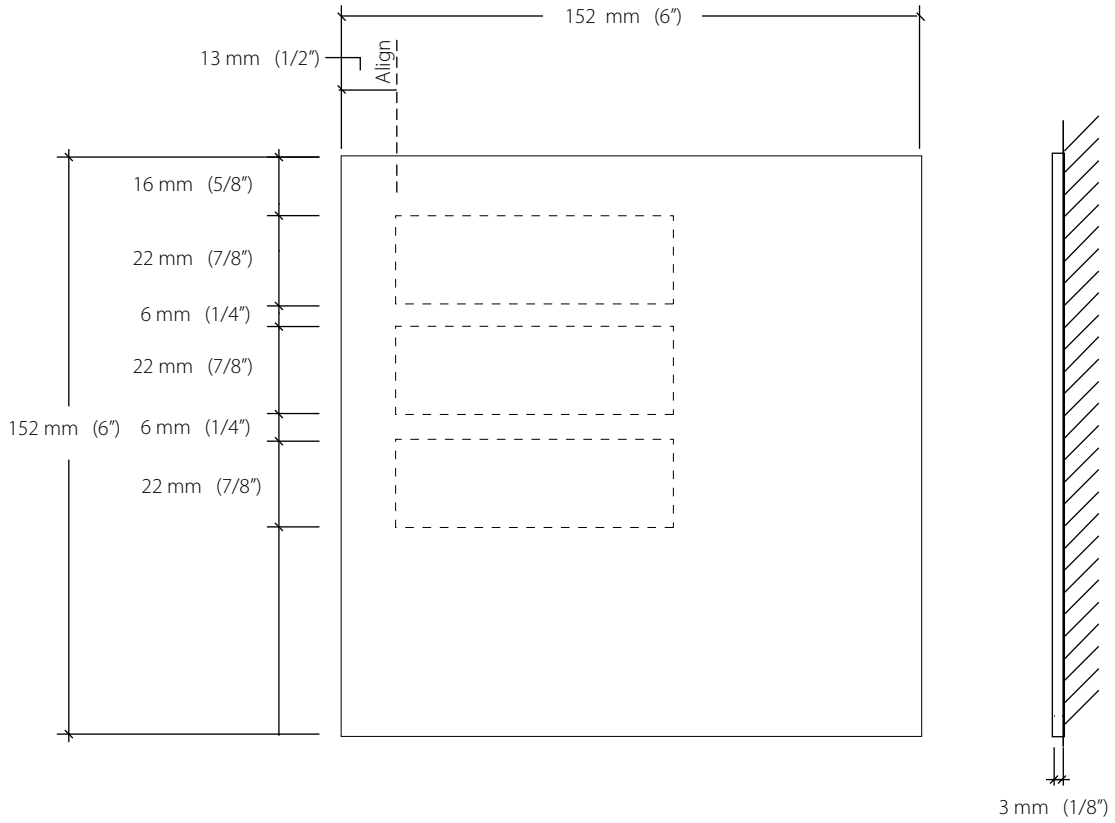 152 mm (6”)
13 mm (1/2”)
Align
16 mm (5/8”)
22 mm (7/8”)
6 mm (1/4”)
22 mm (7/8”)
152 mm (6”)
6 mm (1/4”)
22 mm (7/8”)
3 mm (1/8”)